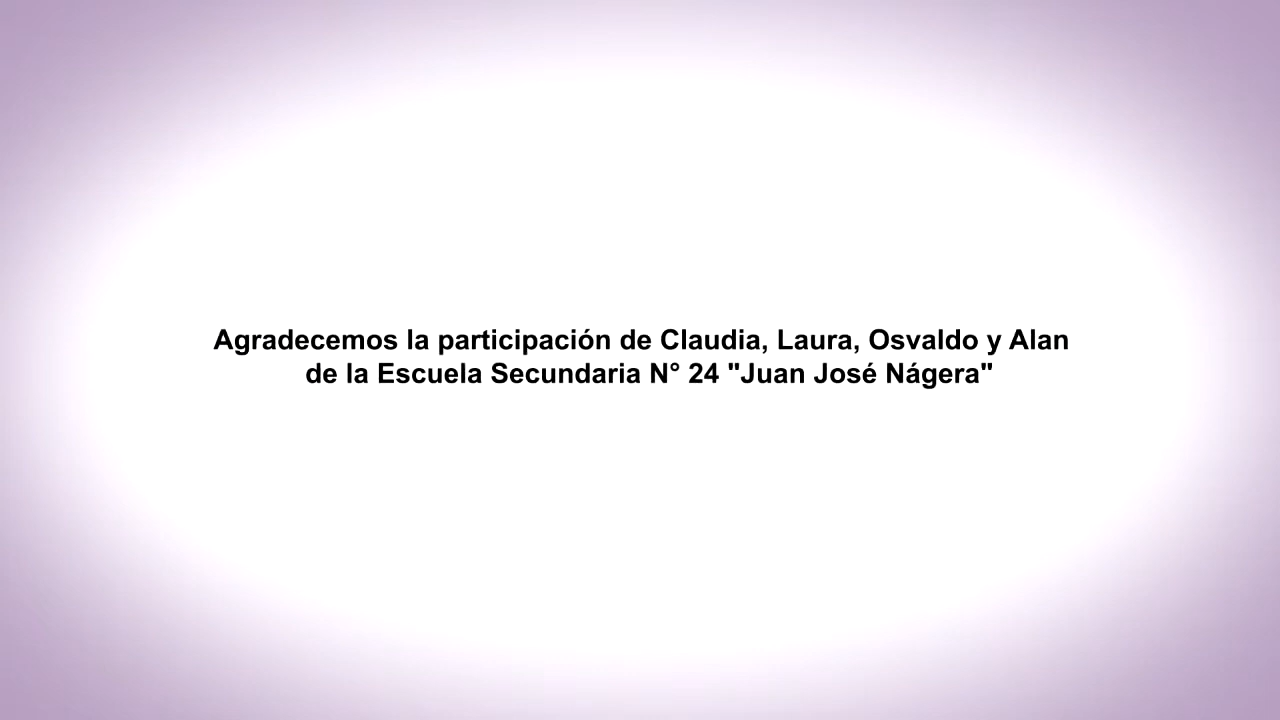 Agradecemos la participación de Claudia, Laura, Osvaldo y Alan
de la Escuela Secundaria N° 24 "Juan José Nágera"